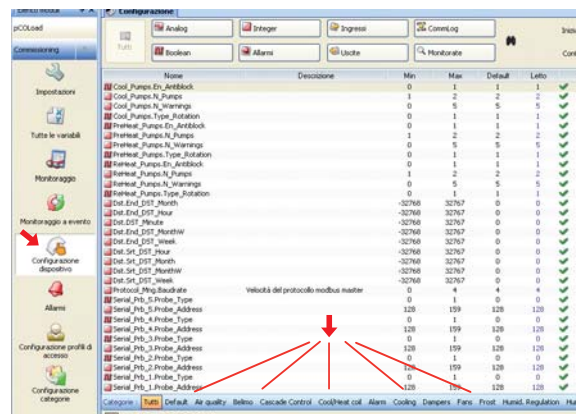 Elenco Moduli
Configurazione
pCOLoad
Commissioning
Impostazioni
Tutte le variabili
Monitoraggio
Monitoraggio a evento
Configurazione dispositivo
Allarmi
Configurazione profili di accesso
Configurazione categorie
Tutti Analog Integer Ingressi CommLog
Boolean Allarmi Uscite Monitorate
Nome Descrizione Min Max Default Letto
Cool_Pumps.En_Antiblock 0 1 1 1
Cool_Pumps.N_Pumps 1 2 2 2
Cool_Pumps.N_Warnings 0 5 5 5
Cool_Pumps.Type_Rotation 0 1 1 1
PreHeat_Pumps.En_Antiblock 0 1 1 1
PreHeat_Pumps.N_Pumps 1 2 2 2
PreHeat_Pumps.N_Warnings 0 5 5 5
PreHeat_Pumps.Type_Rotation 0 1 1 1
ReHeat_Pumps.En_Antiblock 0 1 1 1
ReHeat_Pumps.N_Pumps 1 2 2 2
ReHeat_Pumps.N_Warnings 0 5 5 5
ReHeat_Pumps.Type_Rotation 0 1 1 1
Dst.End_DST_Month -32768 32767 0 0
Dst.End_DST_Hour -32768 32767 0 0
Dst.DST_Minute -32768 32767 0 0
Dst.End_DST_MonthW -32768 32767 0 0
Dst.End_DST_Week -32768 32767 0 0
Dst.Srt_DST_Hour -32768 32767 0 0
Dst.Srt_DST_Month -32768 32767 0 0
Dst.Srt_DST_MonthW -32768 32767 0 0
Dst.Srt_DST_Week -32768 32767 0 0
Protocol_Mng.Baudrate Velocità del protocollo modbus master 0 4 4 4
Serial_Prb_5.Probe_Type 0 1 0 0
Serial_Prb_5.Probe_Address 128 159 128 128
Serial_Prb_4.Probe_Type 0 1 0 0
Serial_Prb_4.Probe_Address 128 159 128 128
Serial_Prb_3.Probe_Type 0 1 0 0
Serial_Prb_3.Probe_Address 128 159 128 128
Serial_Prb_2.Probe_Type 0 1 0 0
Serial_Prb_2.Probe_Address 128 159 128 128
Serial_Prb_1.Probe_Type 0 1 0 0
Serial_Prb_1.Probe_Address 128 159 128 128
Categorie : Tutti Default Air quality Belimo Cascade Control Cool/Heat coil Alarm Cooling Dampers Fans Frost Humid. Regulation